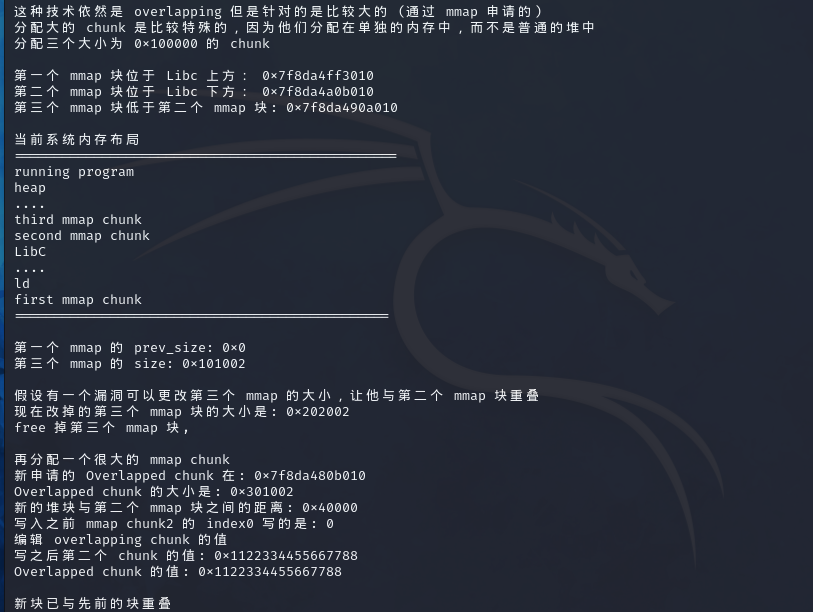 这种技术依然是 overlapping 但是针对的是比较大的 (通过 mmap 申请的)
分配大的 chunk 是比较特殊的，因为他们分配在单独的内存中，而不是普通的堆中
分配三个大小为 0×100000 的 chunk
第一个 mmap 块位于 Libc 上方： 0×7f8da4ff3010
第二个 mmap 块位于 Libc 下方： 0×7f8da4a0b010
第三个 mmap 块低于第二个 mmap 块: 0×7f8da490a010
当前系统内存布局
================================================
running program
heap
....
third mmap chunk
second mmap chunk
LibC
....
ld
first mmap chunk
===============================================
第一个 mmap 的 prev_size: 0×0
第三个 mmap 的 size: 0×101002
假设有一个漏洞可以更改第三个 mmap 的大小，让他与第二个 mmap 块重叠
现在改掉的第三个 mmap 块的大小是: 0×202002
free 掉第三个 mmap 块,
再分配一个很大的 mmap chunk
新申请的 Overlapped chunk 在: 0×7f8da480b010
Overlapped chunk 的大小是: 0×301002
新的堆块与第二个 mmap 块之间的距离: 0×40000
写入之前 mmap chunk2 的 index0 写的是: 0
编辑 overlapping chunk 的值
写之后第二个 chunk 的值: 0×1122334455667788
Overlapped chunk 的值: 0×1122334455667788
新块已与先前的块重叠